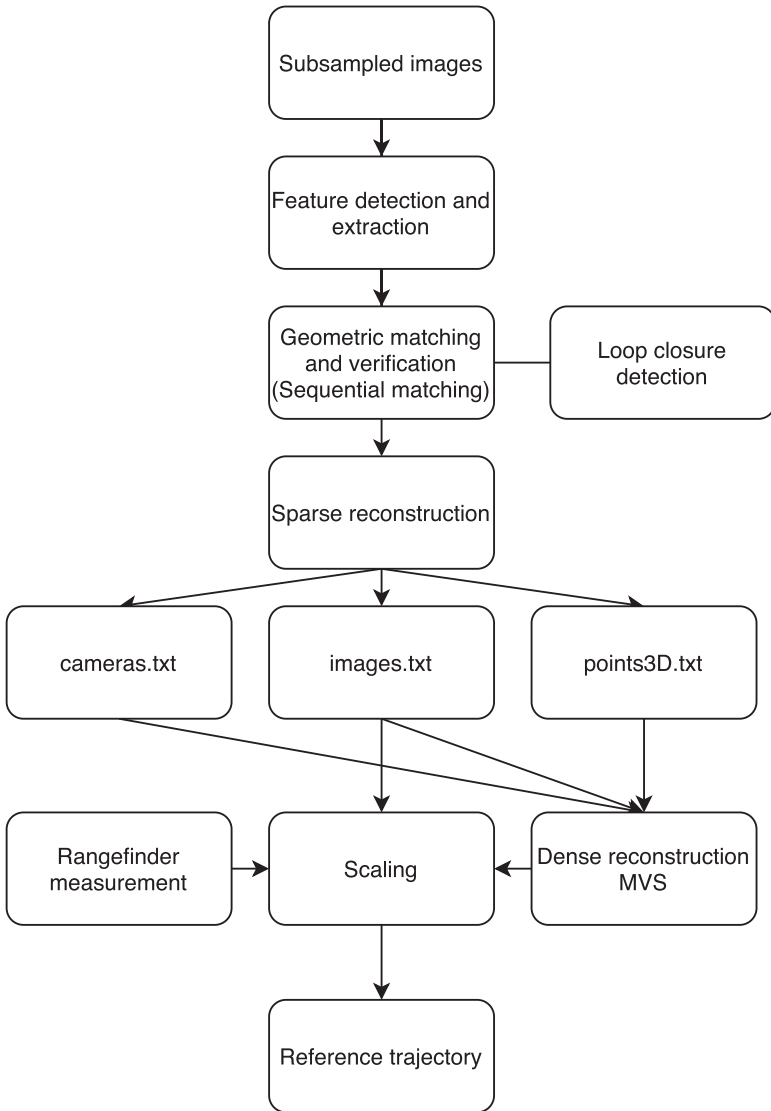 Subsampled images
Feature detection and
extraction
Geometric matching
and verification
(Sequential matching)
Loop closure
detection
Sparse reconstruction
cameras.txt
images.txt
points3D.txt
Rangefinder
measurement
Scaling
Dense reconstruction
MVS
Reference trajectory